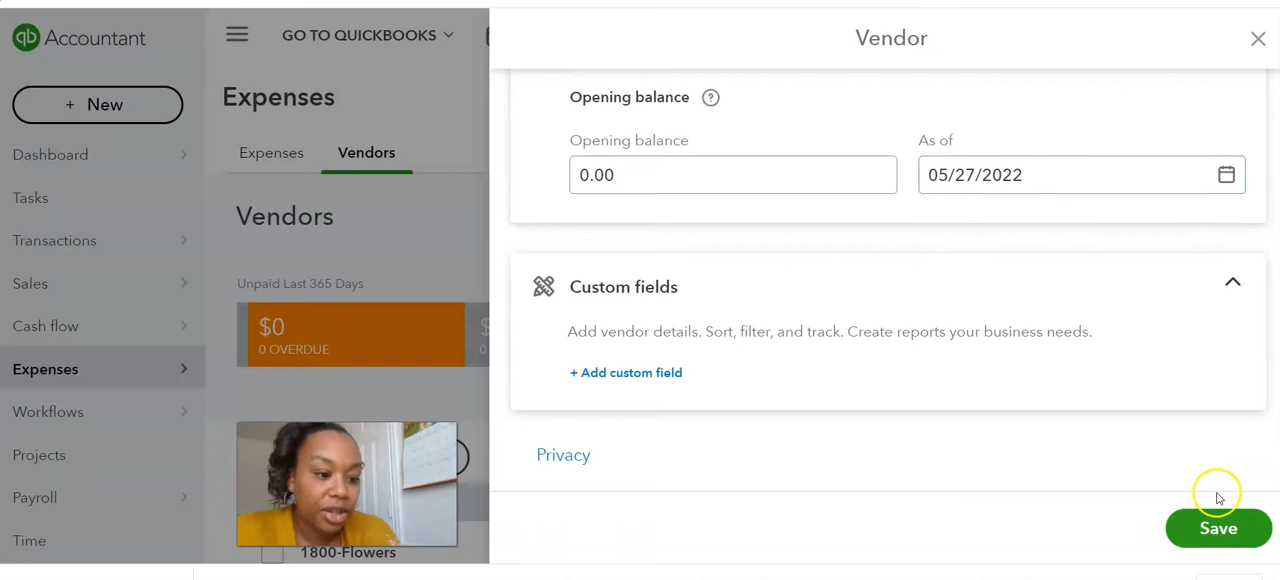 qb Accountant
GO TO QUICKBOOKS
Vendor
+ New
Dashboard
Tasks
Transactions
Sales
Cash flow
Expenses
Workflows
Projects
Payroll
Time
Expenses
Expenses
Vendors
Vendors
Unpaid Last 365 Days
$0
0 OVERDUE
$
0
1800-Flowers
Opening balance ?
Opening balance
As of
0.00
05/27/2022
Custom fields
Add vendor details. Sort, filter, and track. Create reports your business needs.
+ Add custom field
Privacy
Save